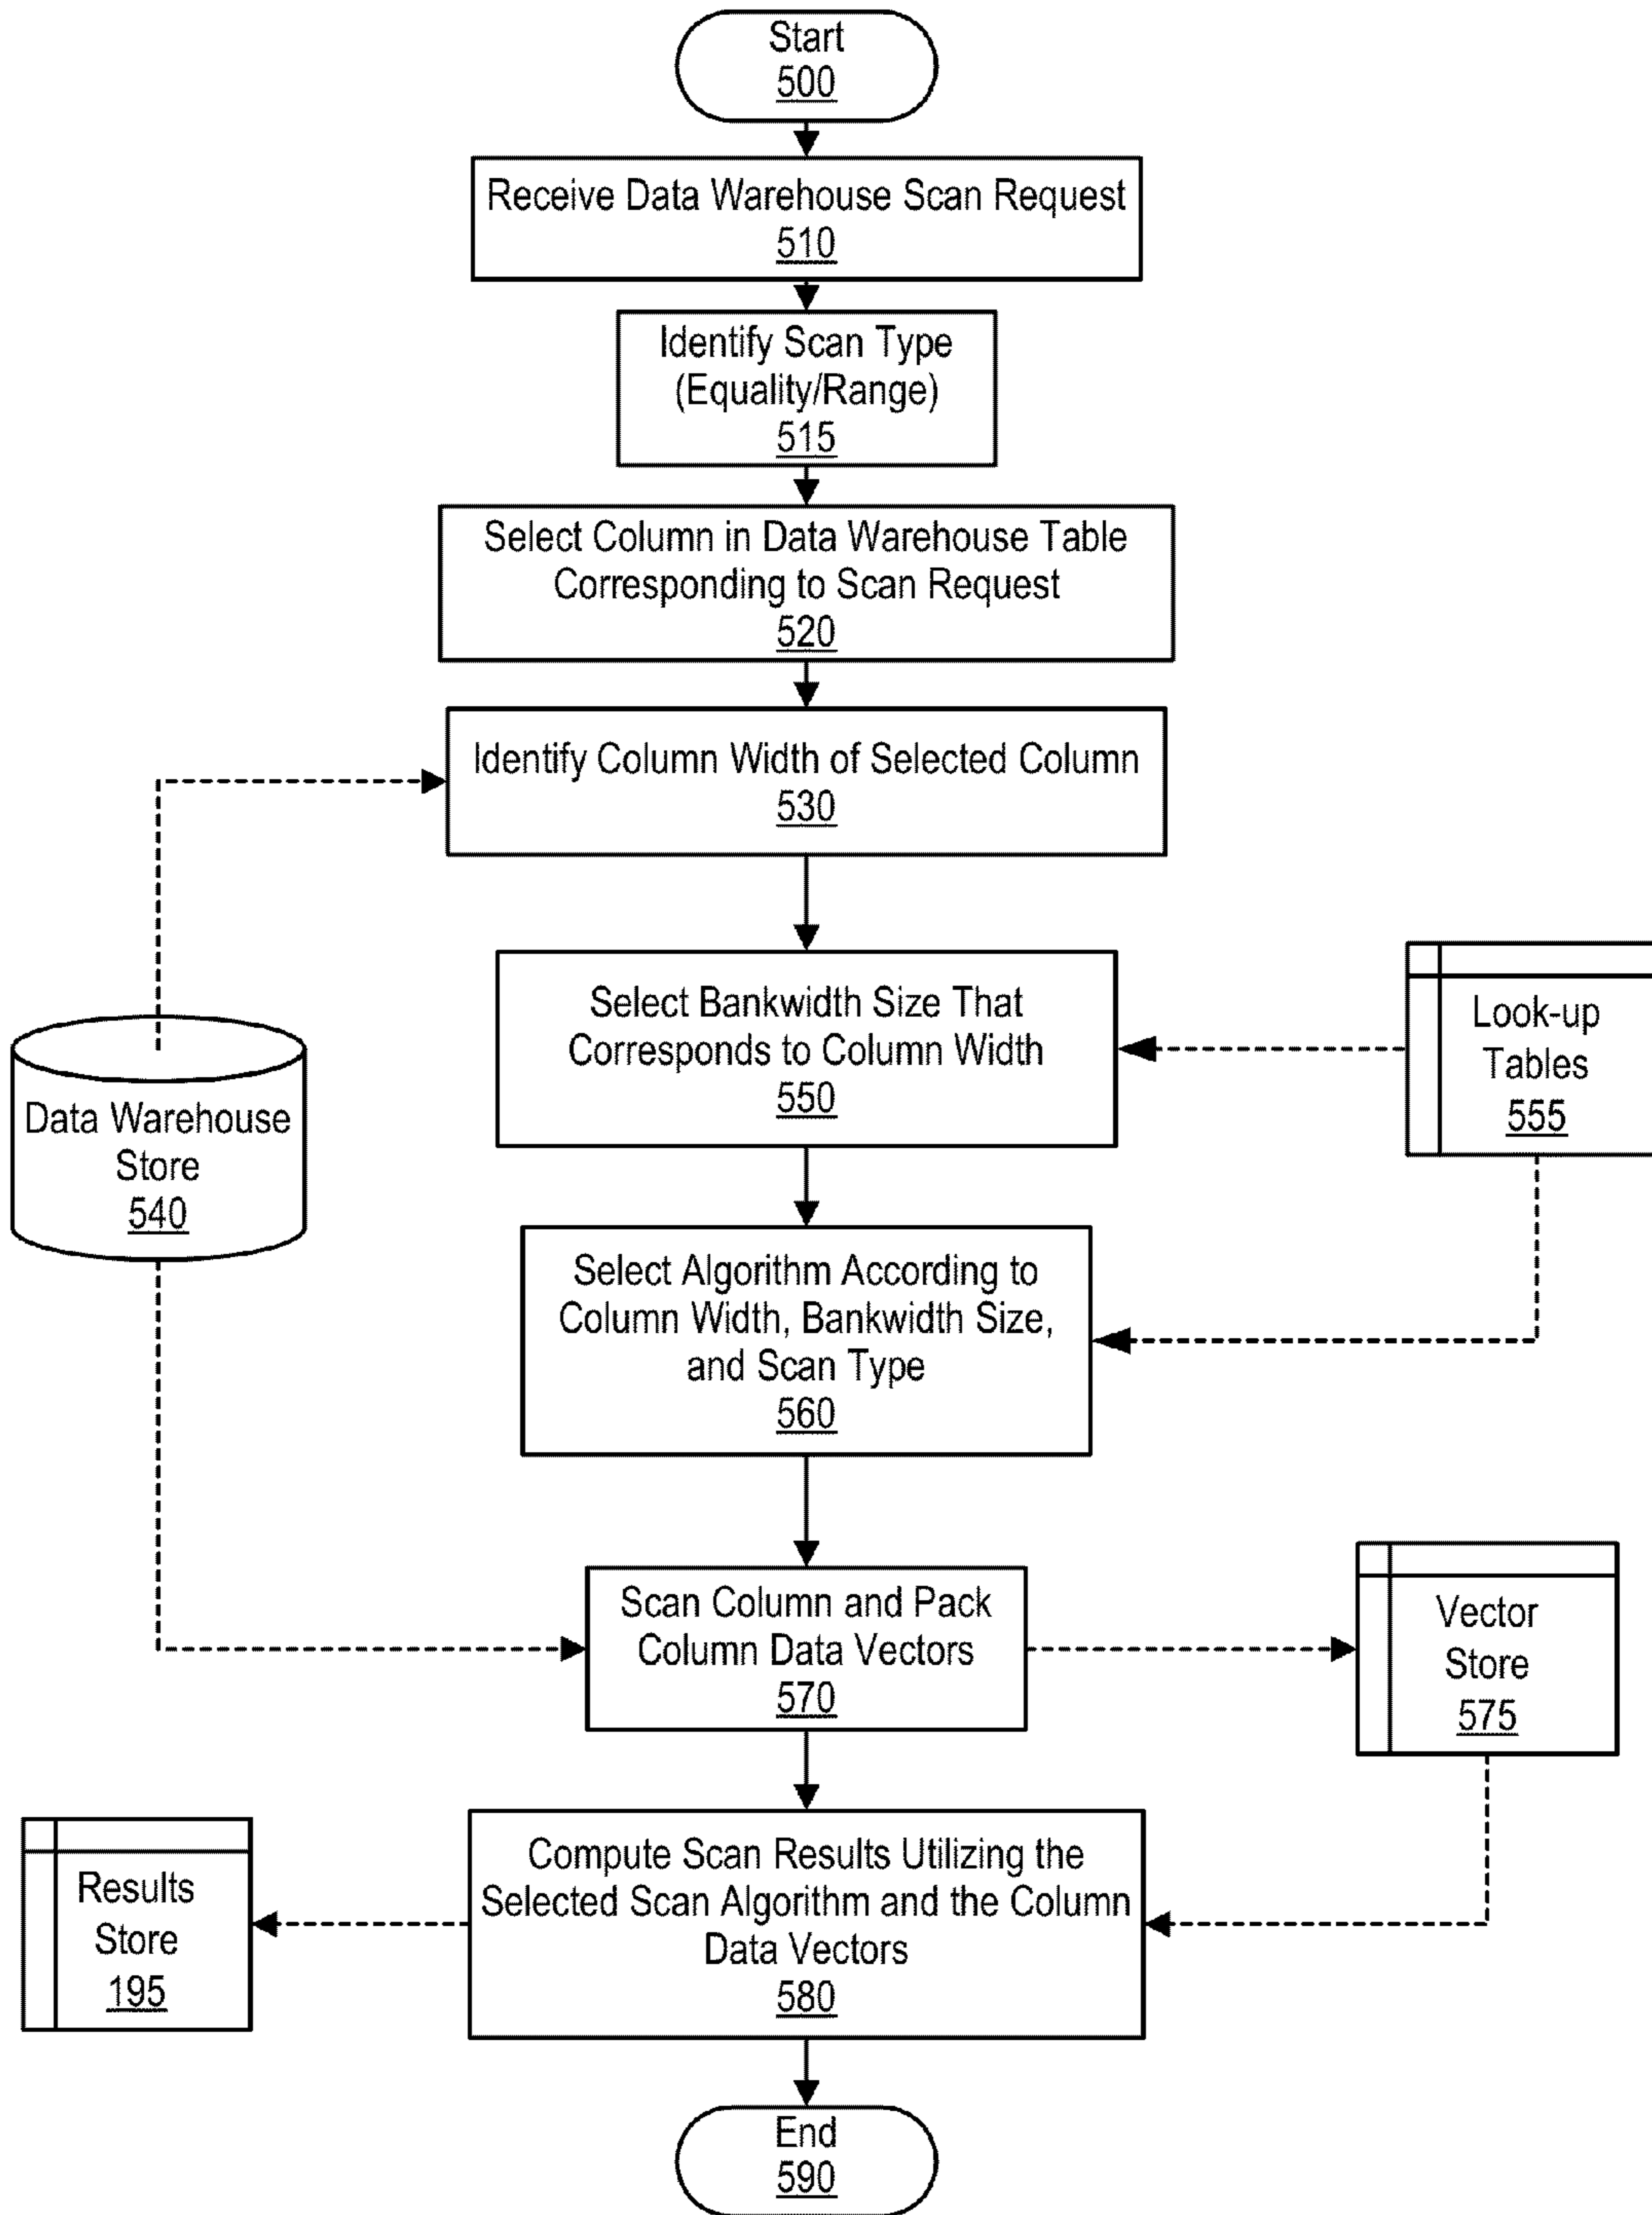 Start
500
Receive Data Warehouse Scan Request
510
Identify Scan Type
(Equality/Range)
515
Select Column in Data Warehouse Table
Corresponding to Scan Request
520
Identify Column Width of Selected Column
530
Data Warehouse
Store
540
Select Bankwidth Size That
Corresponds to Column Width
550
Look-up
Tables
555
Select Algorithm According to
Column Width, Bankwidth Size,
and Scan Type
560
Scan Column and Pack
Column Data Vectors
570
Vector
Store
575
Compute Scan Results Utilizing the
Selected Scan Algorithm and the Column
Data Vectors
580
Results
Store
195
End
590